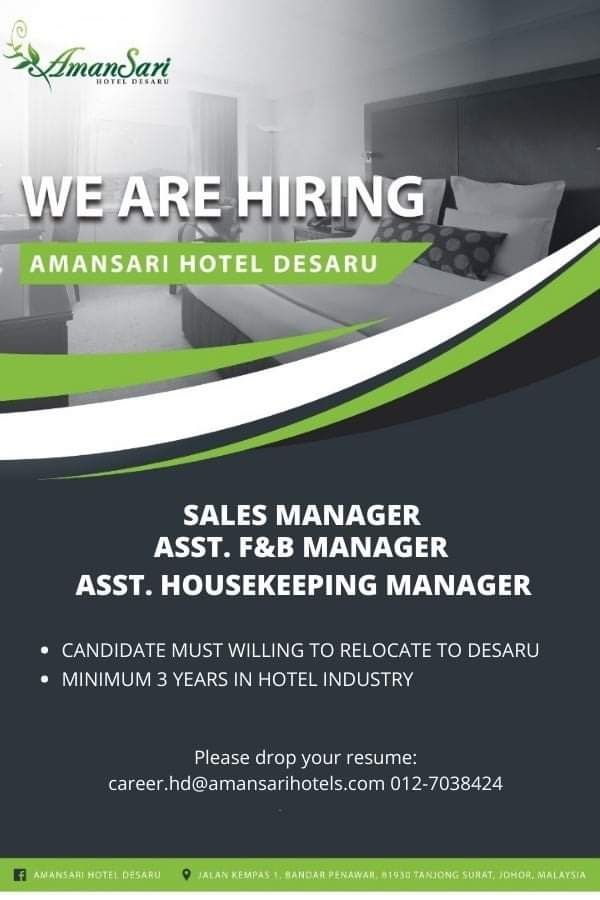 AmanSari
HOTEL DESARU
WE ARE HIRING
AMANSARI HOTEL DESARU
SALES MANAGER
ASST. F&B MANAGER
ASST. HOUSEKEEPING MANAGER
• CANDIDATE MUST WILLING TO RELOCATE TO DESARU
• MINIMUM 3 YEARS IN HOTEL INDUSTRY
Please drop your resume:
career.hd@amansarihotels.com 012-7038424
AMANSARI HOTEL DESARU JALAN KEMPAS 1, BANDAR PENAWAR, 81930 TANJONG SURAT, JOHOR, MALAYSIA